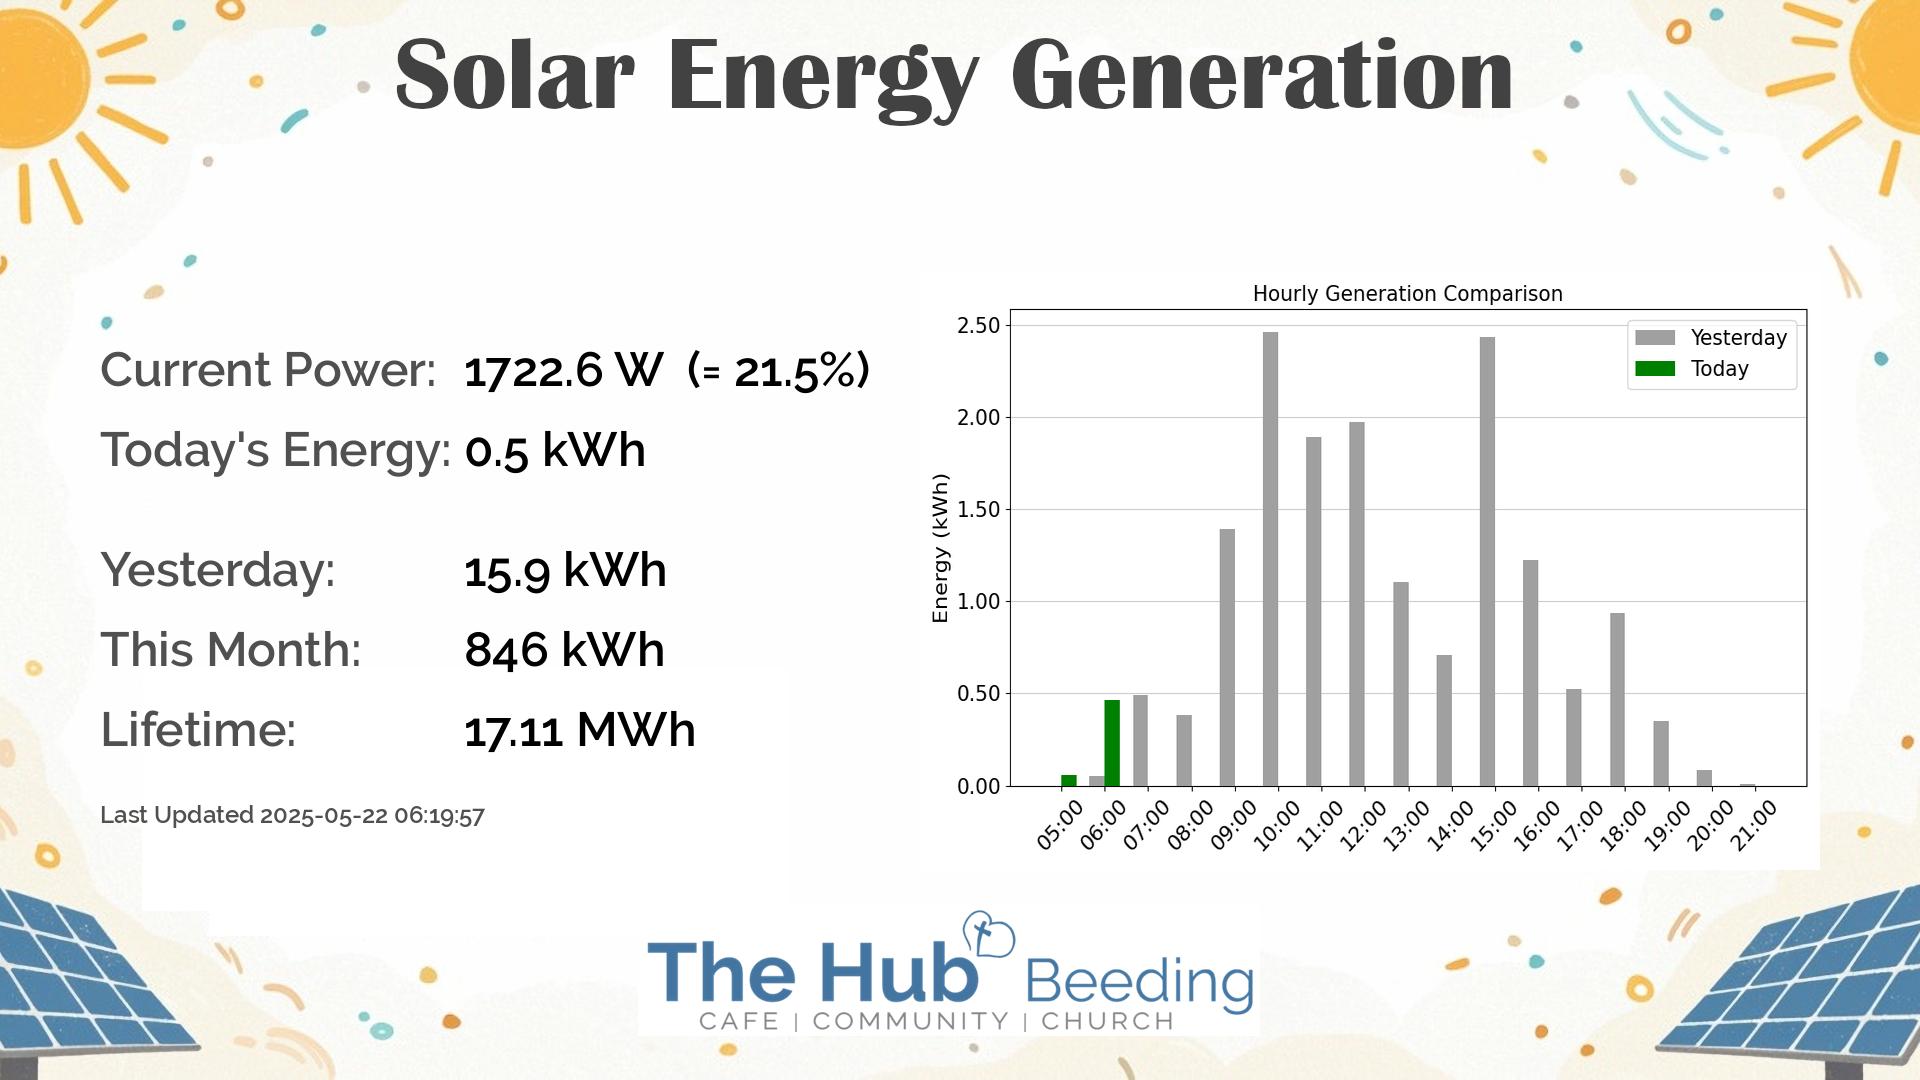 Solar Energy Generation
Current Power: 1722.6 W (= 21.5%)
Today's Energy: 0.5 kWh
Yesterday: 15.9 kWh
This Month: 846 kWh
Lifetime: 17.11 MWh
Last Updated 2025-05-22 06:19:57
Hourly Generation Comparison
Yesterday
Today
Energy (kWh)
2.50
2.00
1.50
1.00
0.50
0.00
05:00 06:00 07:00 08:00 09:00 10:00 11:00 12:00 13:00 14:00 15:00 16:00 17:00 18:00 19:00 20:00 21:00
The Hub Beeding
CAFE | COMMUNITY | CHURCH